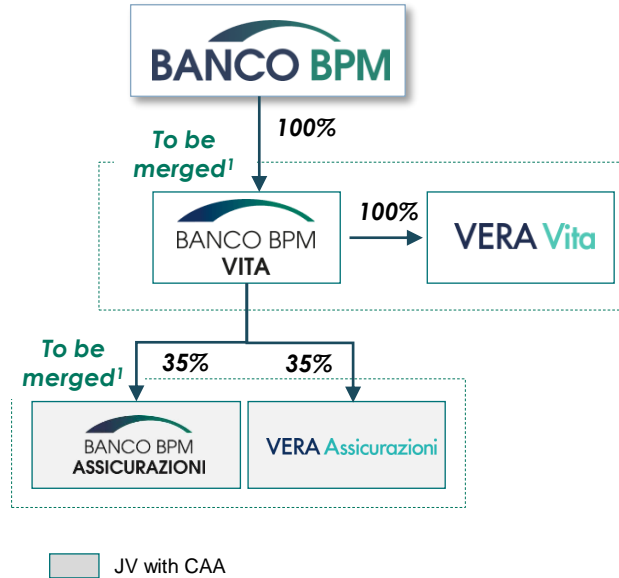 BANCO BPM
100%
To be
merged¹
100%
BANCO BPM
VITA
VERA Vita
To be
merged¹
35%
35%
BANCO BPM
ASSICURAZIONI
VERA Assicurazioni
JV with CAA